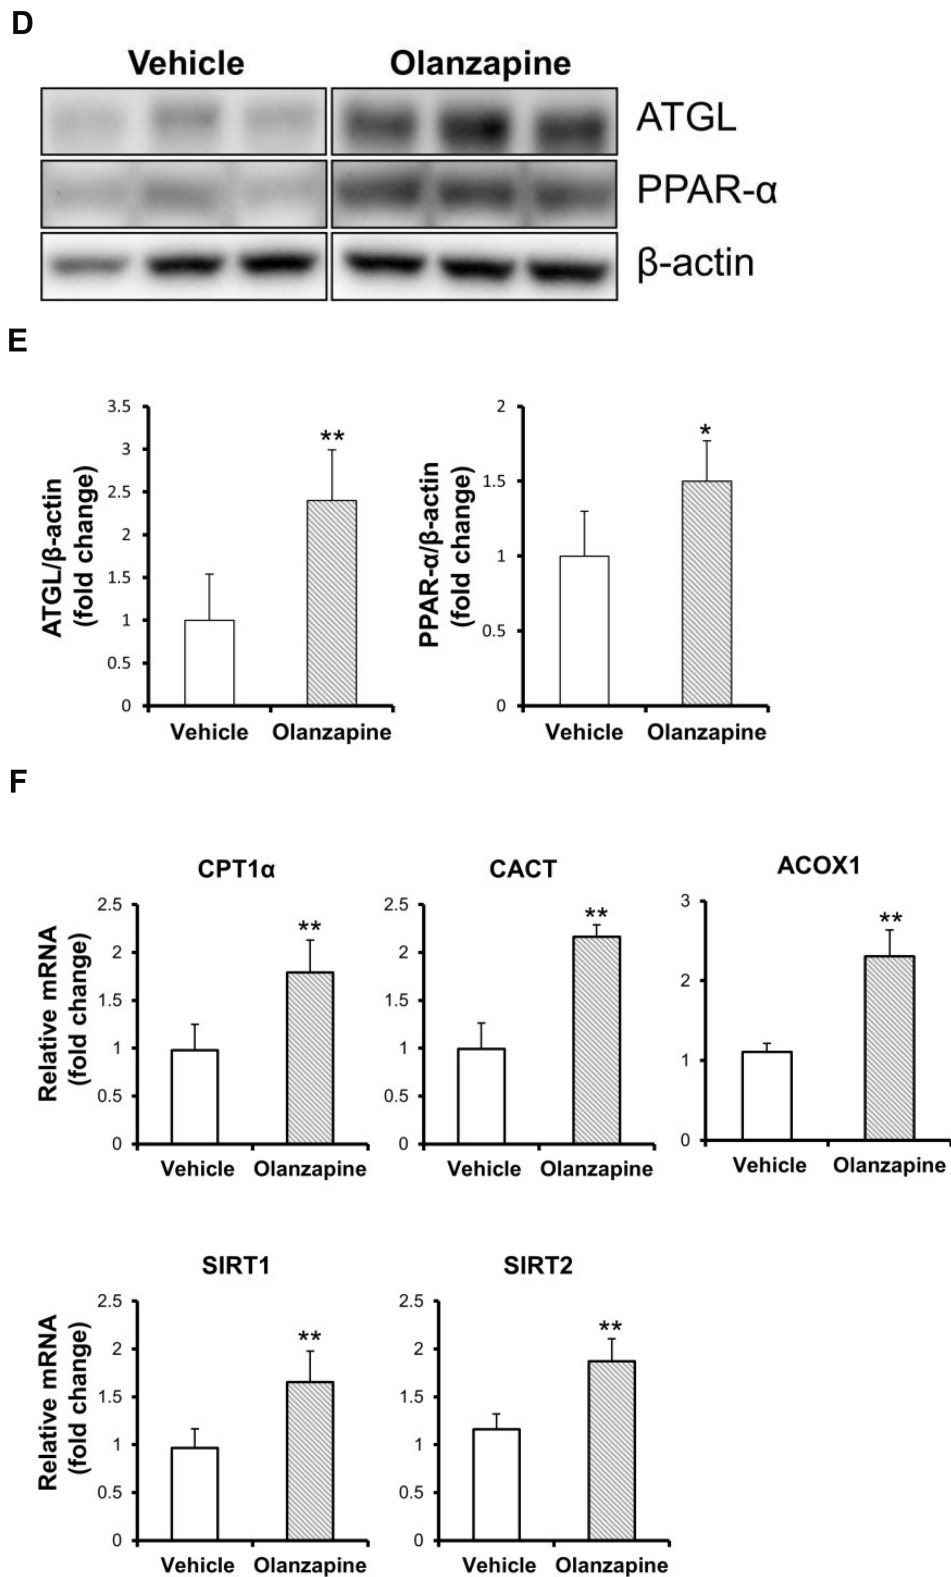 D
Vehicle Olanzapine
ATGL
PPAR-α
β-actin
E
ATGL/β-actin
(fold change)
3.5
3
2.5
2
1.5
1
0.5
0
**
Vehicle Olanzapine
PPAR-α/β-actin
(fold change)
2
1.5
1
0.5
0
*
Vehicle Olanzapine
F
CPT1α
Relative mRNA
(fold change)
2.5
2
1.5
1
0.5
0
**
Vehicle Olanzapine
CACT
2.5
2
1.5
1
0.5
0
**
Vehicle Olanzapine
ACOX1
3
2
1
0
**
Vehicle Olanzapine
SIRT1
Relative mRNA
(fold change)
2.5
2
1.5
1
0.5
0
**
Vehicle Olanzapine
SIRT2
2.5
2
1.5
1
0.5
0
**
Vehicle Olanzapine